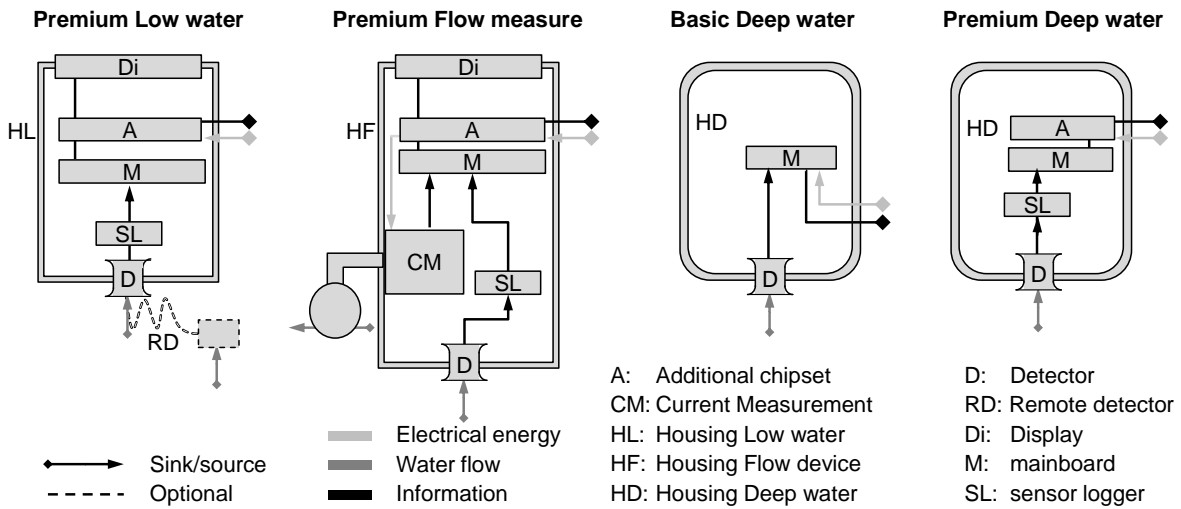 Premium Low water
Di
HL
A
M
SL
D
RD
Premium Flow measure
Di
HF
A
M
CM
SL
D
Basic Deep water
HD
M
D
Premium Deep water
HD
A
M
SL
D
Sink/source
Optional
Electrical energy
Water flow
Information
A: Additional chipset
CM: Current Measurement
HL: Housing Low water
HF: Housing Flow device
HD: Housing Deep water
D: Detector
RD: Remote detector
Di: Display
M: mainboard
SL: sensor logger